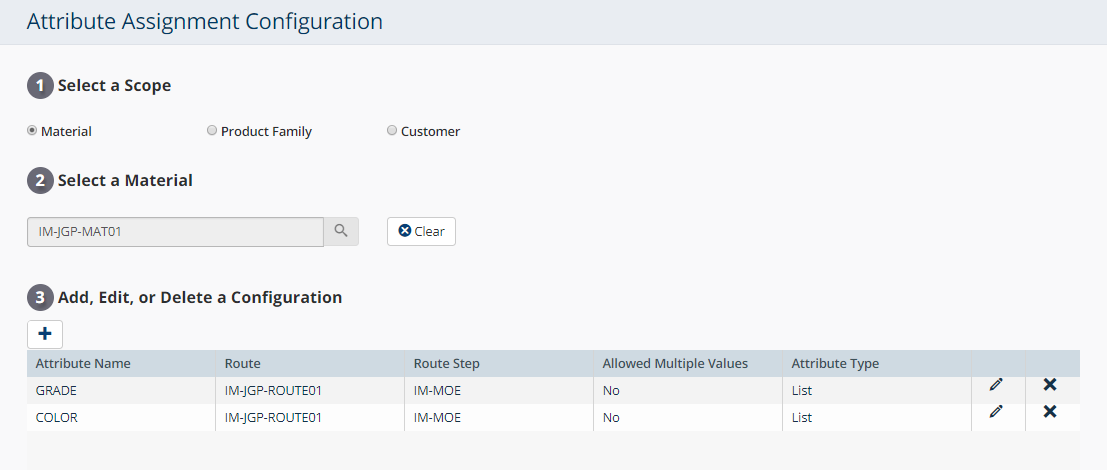 Attribute Assignment Configuration
1 Select a Scope
Material Product Family Customer
2 Select a Material
IM-JGP-MAT01 Clear
3 Add, Edit, or Delete a Configuration
Attribute Name Route Route Step Allowed Multiple Values Attribute Type
GRADE IM-JGP-ROUTE01 IM-MOE No List
COLOR IM-JGP-ROUTE01 IM-MOE No List